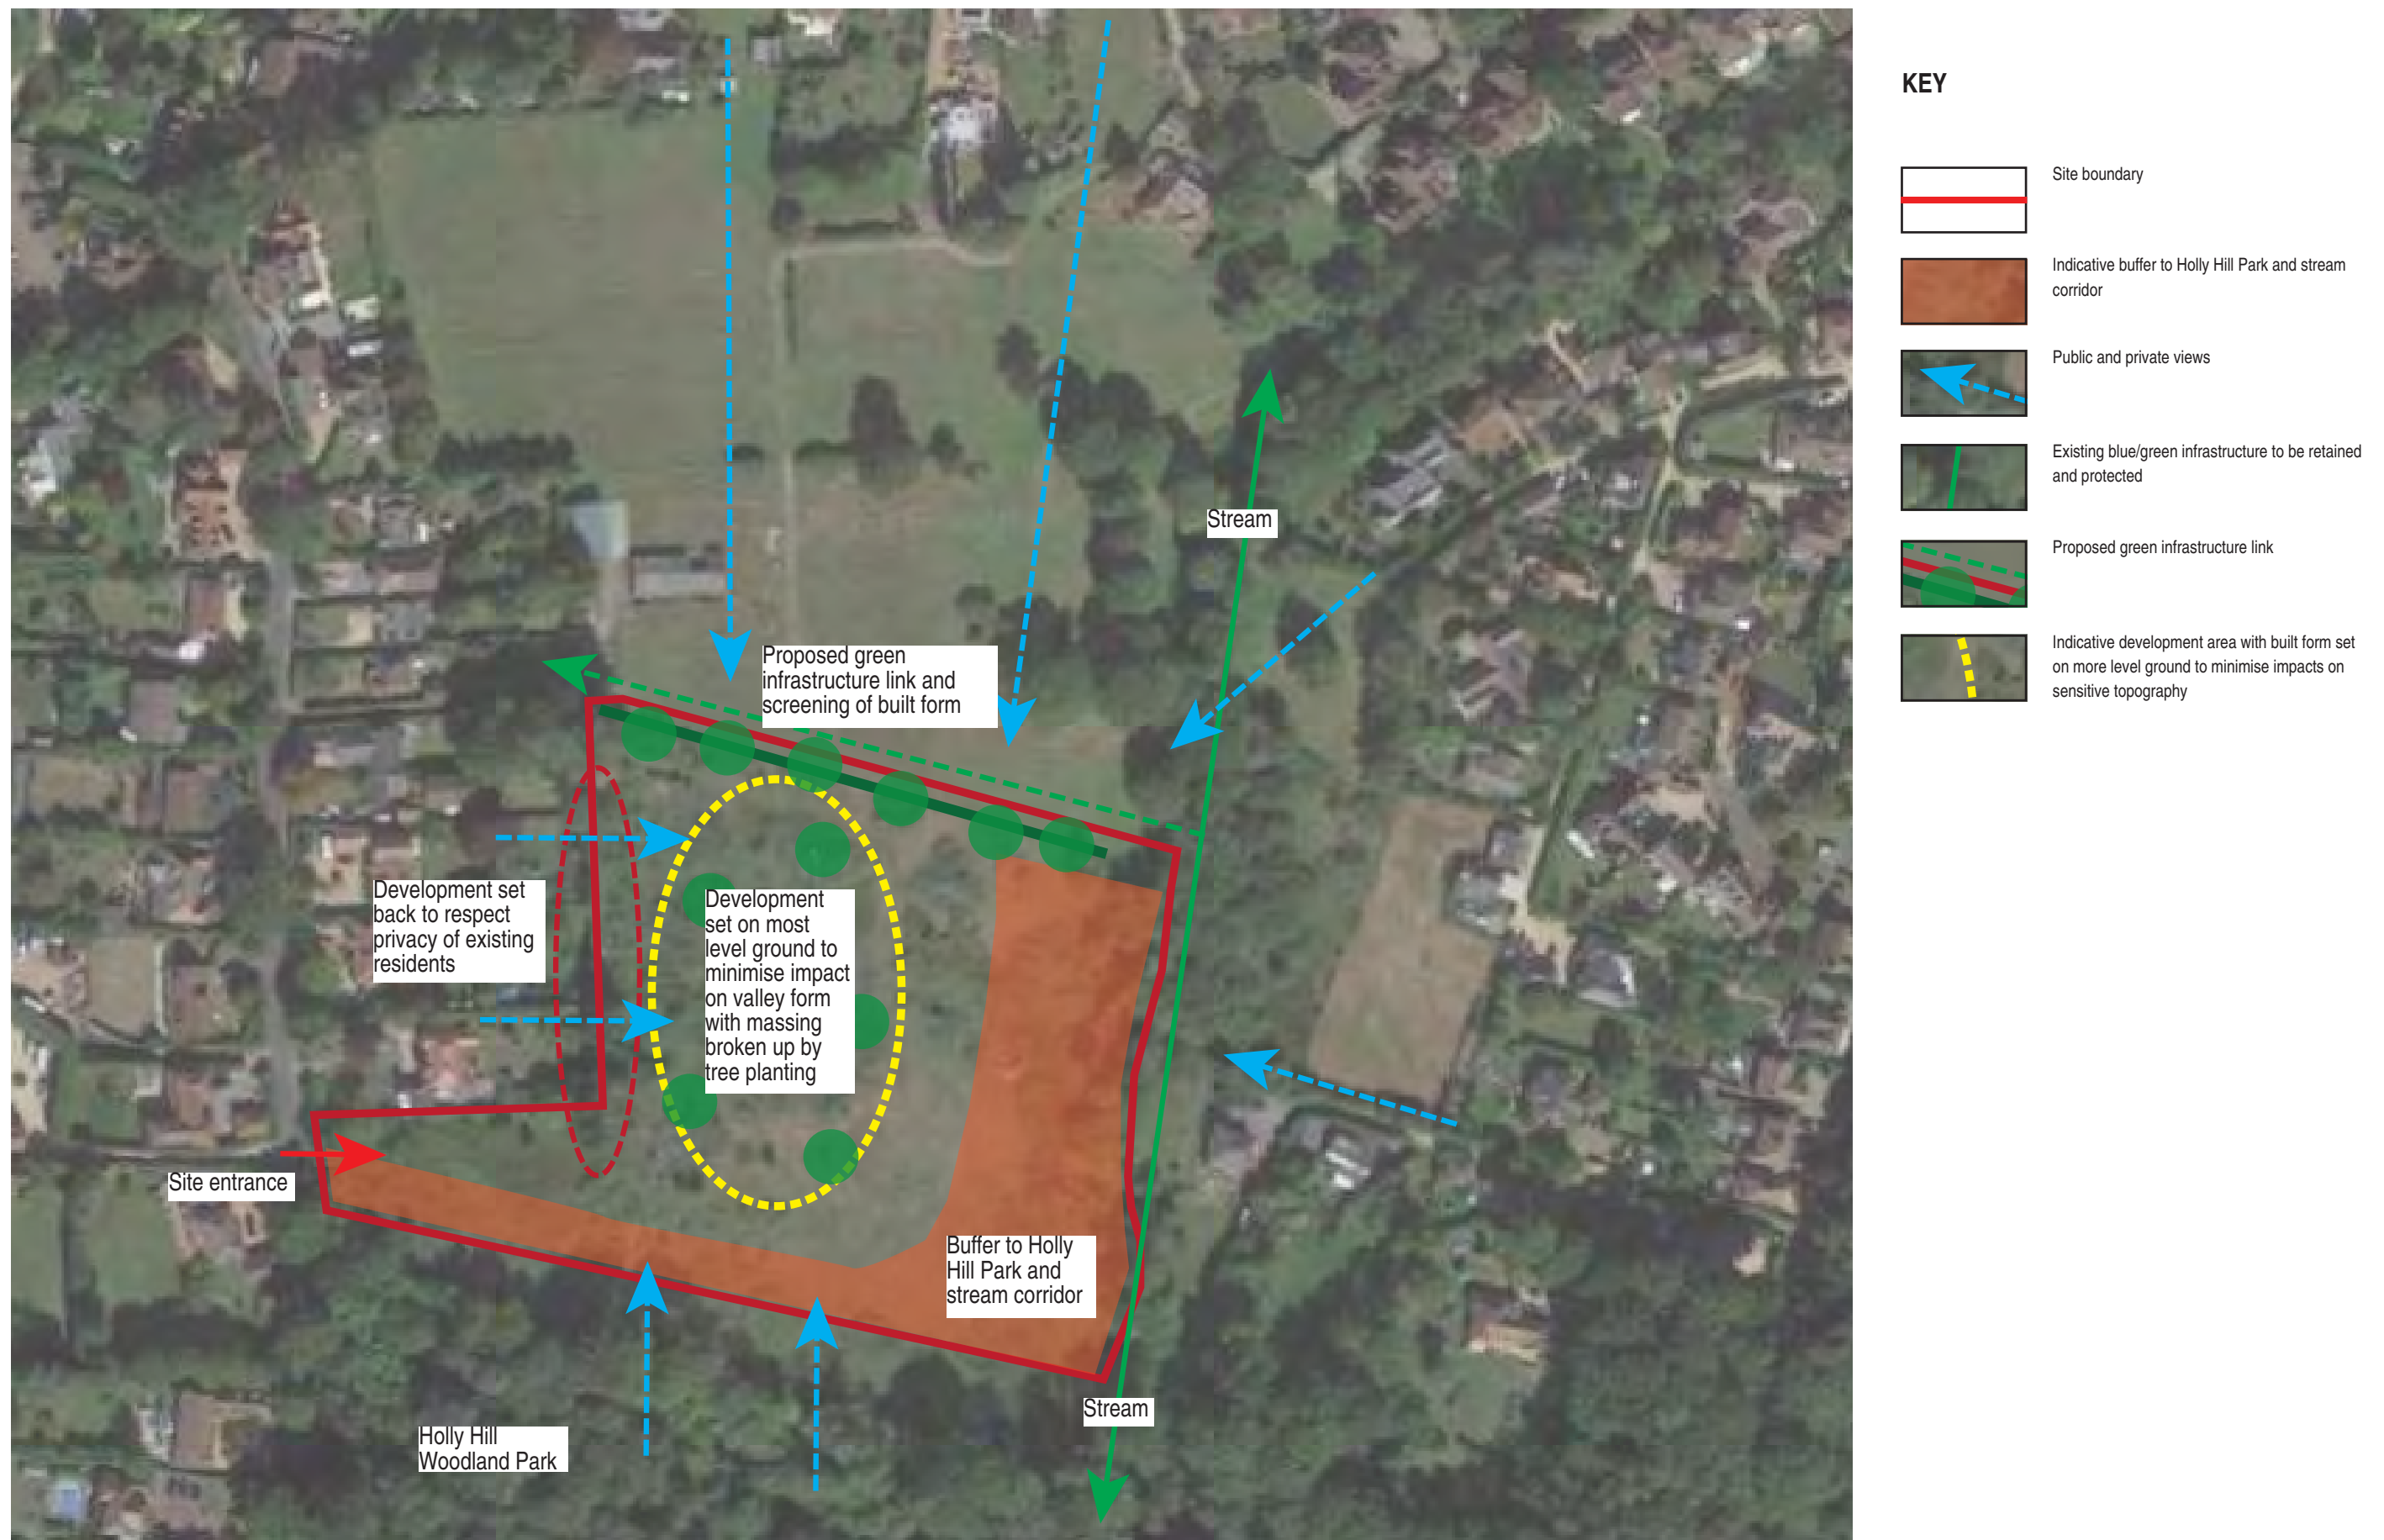 KEY
Site boundary
Indicative buffer to Holly Hill Park and stream
corridor
Public and private views
Existing blue/green infrastructure to be retained
and protected
Proposed green infrastructure link
Indicative development area with built form set
on more level ground to minimise impacts on
sensitive topography
Stream
Proposed green
infrastructure link and
screening of built form
Development set
back to respect
privacy of existing
residents
Development
set on most
level ground to
minimise impact
on valley form
with massing
broken up by
tree planting
Site entrance
Buffer to Holly
Hill Park and
stream corridor
Stream
Holly Hill
Woodland Park